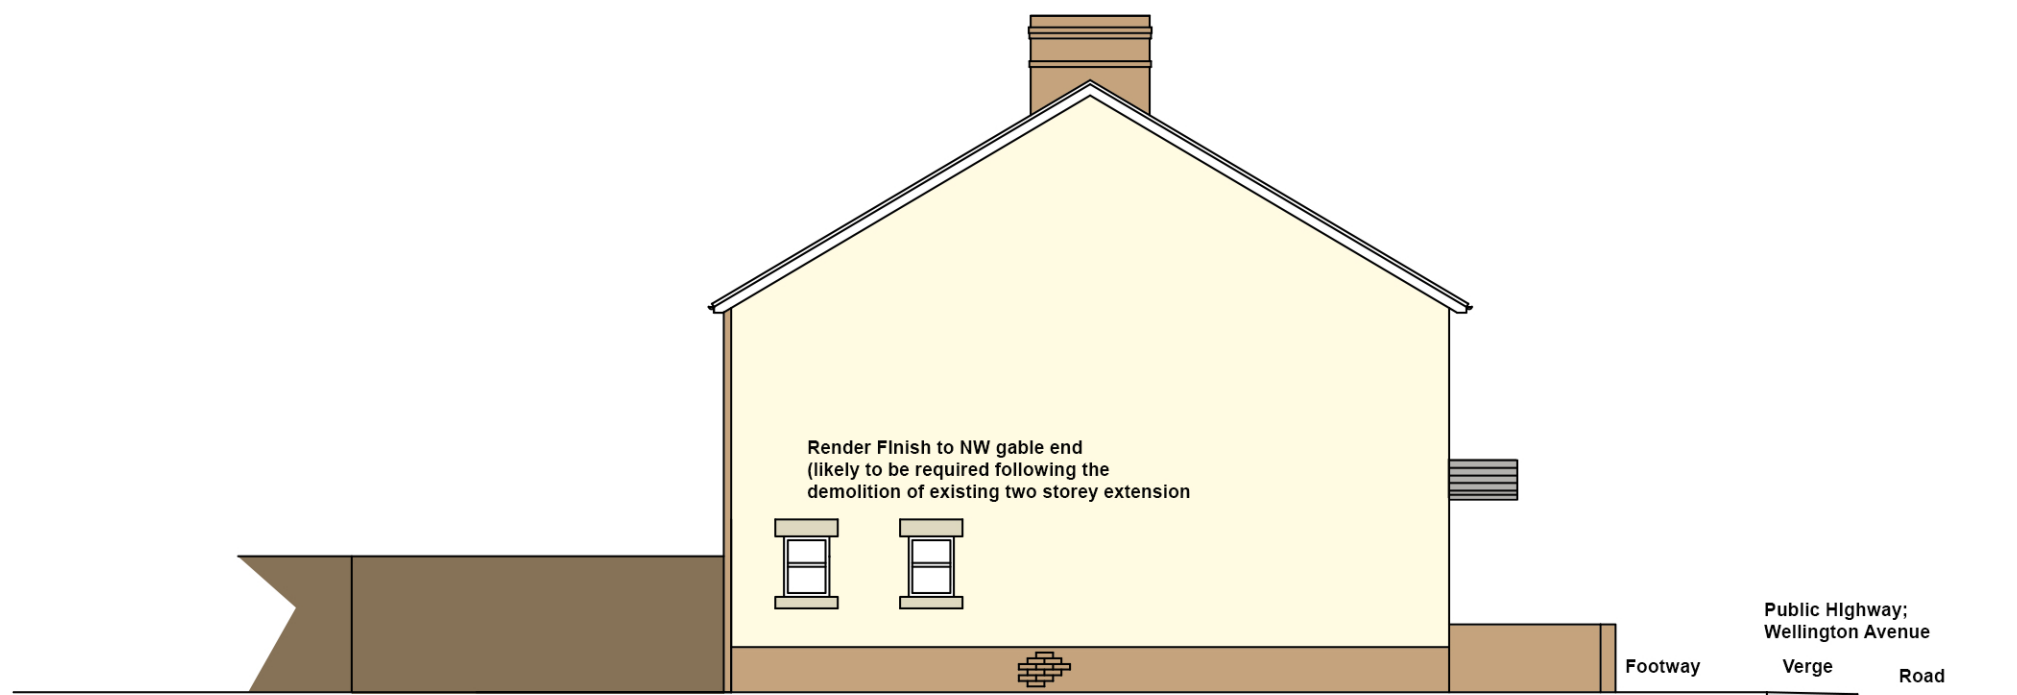 Render FInish to NW gable end
(likely to be required following the
demolition of existing two storey extension
Public HIghway;
Wellington Avenue
Footway
Verge
Road